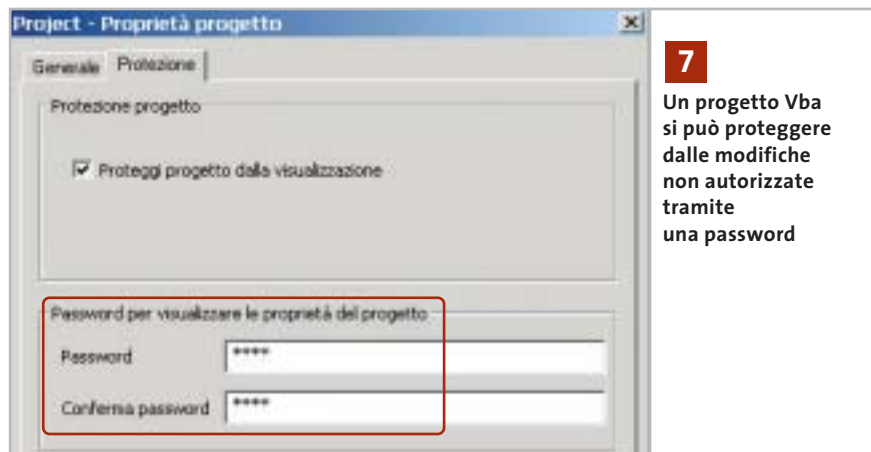 Project - Proprietà progetto
Generale Protezione
Protezione progetto
Proteggi progetto dalla visualizzazione
Password per visualizzare le proprietà del progetto
Password ****
Conferma password ****
7
Un progetto Vba
si può proteggere
dalle modifiche
non autorizzate
tramite
una password